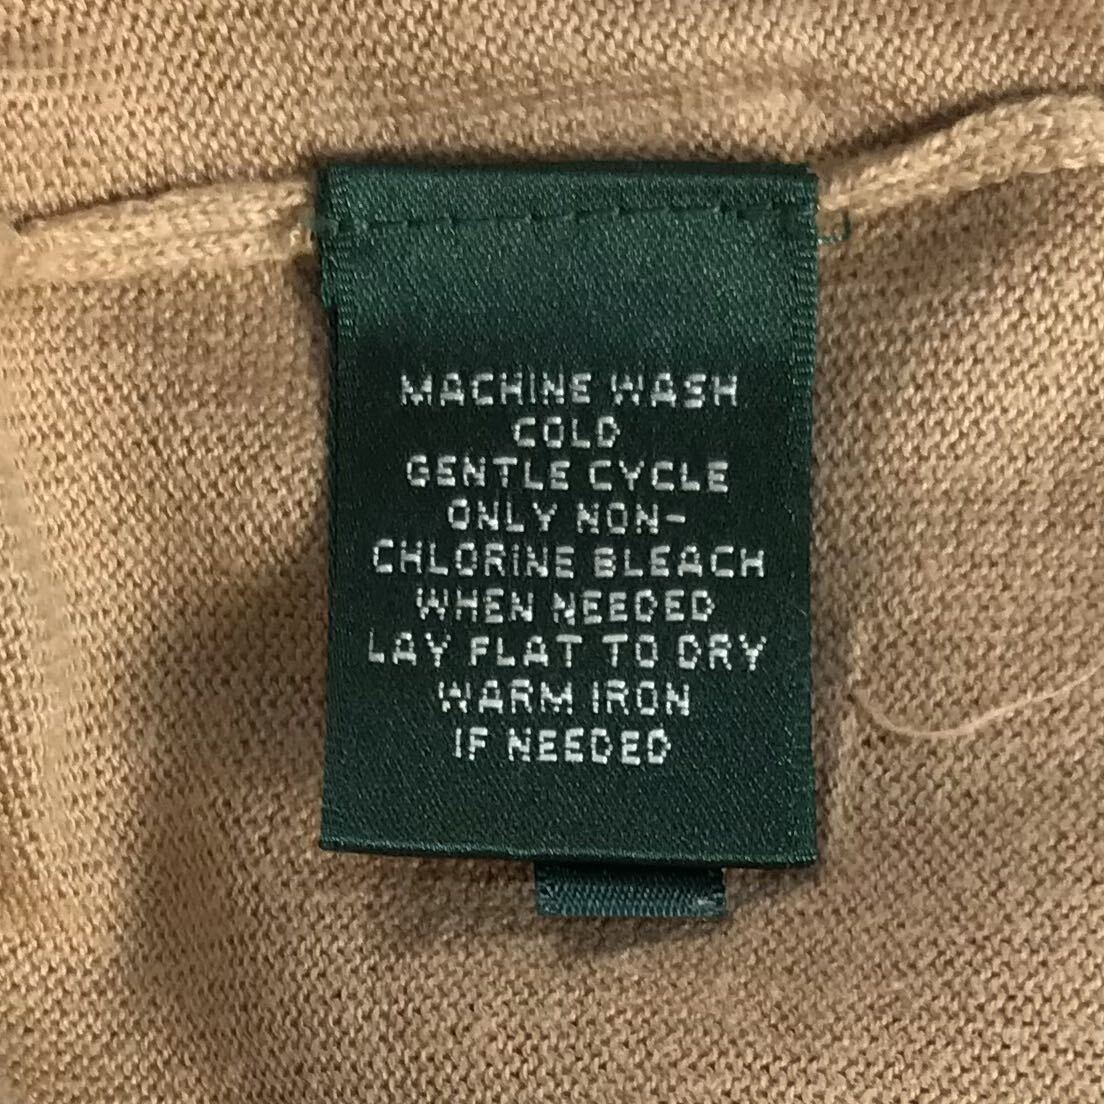 MACHINE WASH
COLD
GENTLE CYCLE
ONLY NON-
CHLORINE BLEACH
WHEN NEEDED
LAY FLAT TO DRY
WARM IRON
IF NEEDED